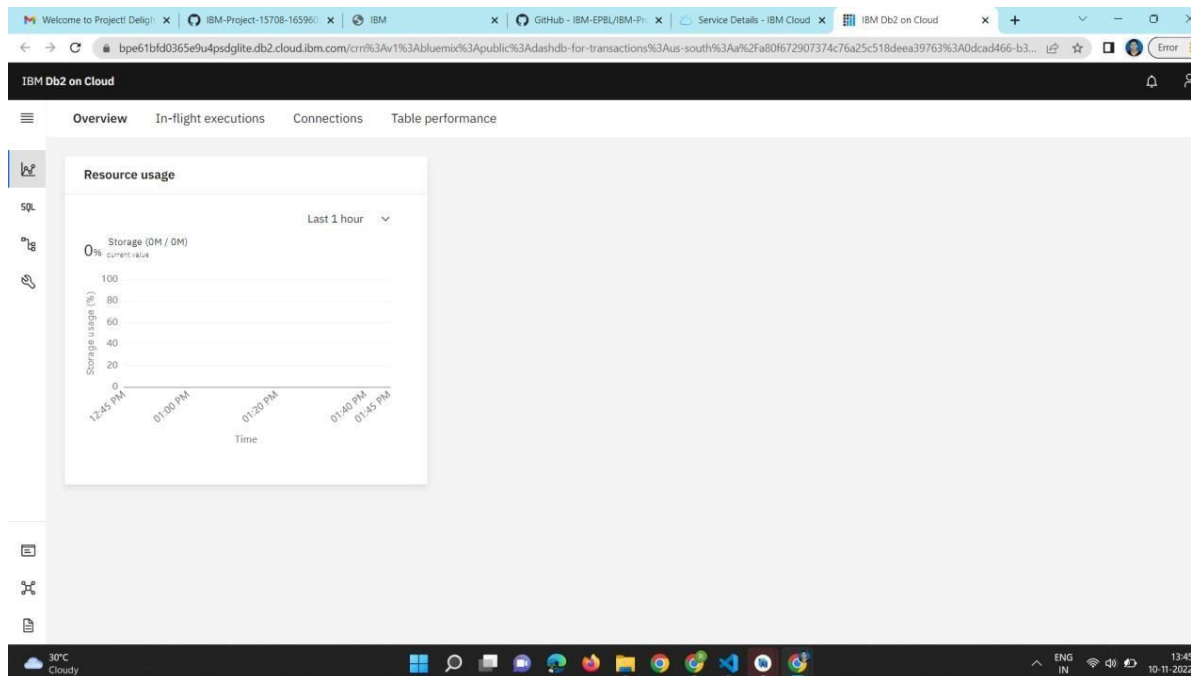 Welcome to Project! Deligh
IBM-Project-15708-165960
IBM
GitHub - IBM-EPBL/IBM-Pro
Service Details - IBM Cloud
IBM Db2 on Cloud
bpe61bfd0365e9u4psdglite.db2.cloud.ibm.com/crn%3Av1%3Abluemix%3Apublic%3Adashdb-for-transactions%3Aus-south%3Aa%2Fa80f672907374c76a25c518deea39763%3A0dcad466-b3...
Error
IBM Db2 on Cloud
Overview In-flight executions Connections Table performance
Resource usage
SQL
Last 1 hour
0% Storage (0M / 0M)
current value
100
80
60
40
20
0
Storage usage (%)
12:45 PM 01:00 PM 01:20 PM 01:40 PM 01:45 PM
Time
30°C
Cloudy
ENG
IN
13:45
10-11-2022